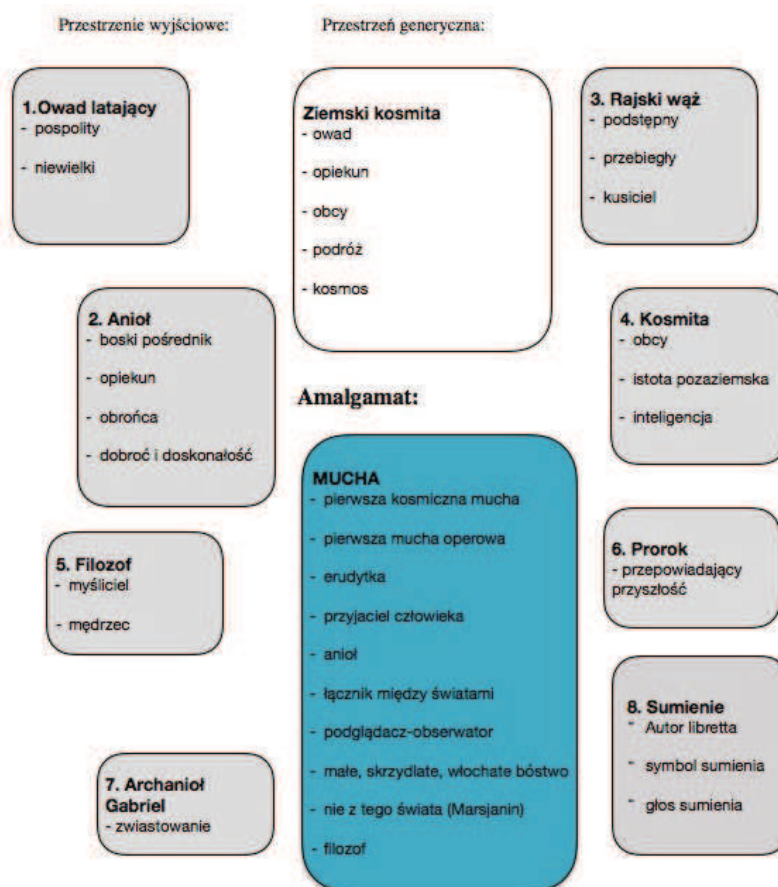 Przestrzenie wyjściowe:
Przestrzeń generyczna:
1.Owad latający
- pospolity
- niewielki
Ziemski kosmita
- owad
- opiekun
- obcy
- podróż
- kosmos
3. Rajski wąż
- podstępny
- przebiegły
- kusiciel
2. Anioł
- boski pośrednik
- opiekun
- obrońca
- dobroć i doskonałość
4. Kosmita
- obcy
- istota pozaziemska
- inteligencja
Amalgamat:
MUCHA
- pierwsza kosmiczna mucha
- pierwsza mucha operowa
- erudytka
- przyjaciel człowieka
- anioł
- łącznik między światami
- podglądacz-obserwator
- małe, skrzydlate, włochate bóstwo
- nie z tego świata (Marsjanin)
- filozof
5. Filozof
- myśliciel
- mędrzec
6. Prorok
- przepowiadający
przyszłość
7. Archanioł
Gabriel
- zwiastowanie
8. Sumienie
- Autor libretta
- symbol sumienia
- głos sumienia